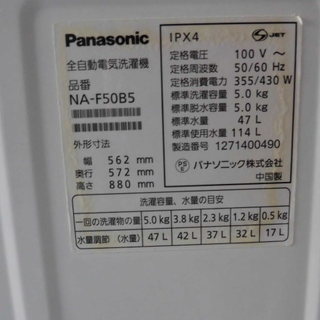 Panasonic
全自動電気洗濯機
品番
NA-F50B5
外形寸法
幅 562 mm
奥行 572 mm
高さ 880 mm
IPX4 JET
定格電圧 100 V ～
定格周波数 50/60 Hz
定格消費電力 355/430 W
標準洗濯容量 5.0 kg
標準脱水容量 5.0 kg
標準水量 47 L
標準使用水量 114 L
製造番号 1271400490
PS E パナソニック株式会社
中国製
洗濯容量、水量の目安
一回の洗濯物の量 5.0 kg 3.8 kg 2.3 kg 1.2 kg 0.5 kg
水量調節 (水量) 47 L 42 L 37 L 32 L 17 L